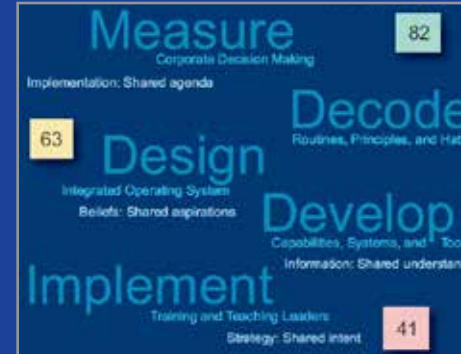 Measure
82
Corporate Decision Making
Implementation: Shared agenda
Decode
Routines, Principles, and
63
Design
Integrated Operating System
Beliefs: Shared aspirations
Develop
Capabilities, Systems, and
Information: Shared
Implement
Training and Teaching Leaders
Strategy: Shared intent
41